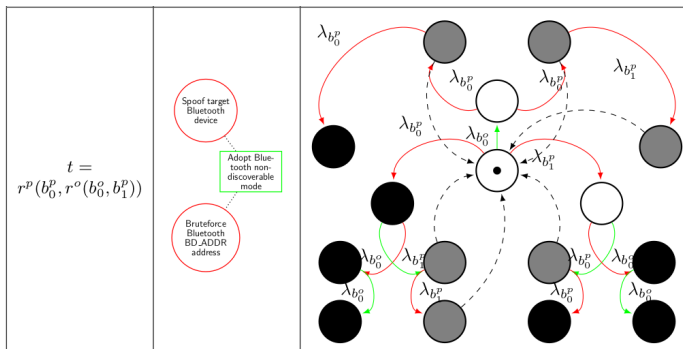 t =
r^p(b_0^p, r^o(b_0^o, b_1^p))
Spoof target
Bluetooth
device
Adopt Blue-
tooth non-
discoverable
mode
Bruteforce
Bluetooth
BD_ADDR
address
λ_{b_0^p}
λ_{b_0^p} λ_{b_0^p} λ_{b_1^p}
λ_{b_0^p} λ_{b_0^o}
λ_{b_1^p}
λ_{b_0^o} λ_{b_1^p} λ_{b_0^p} λ_{b_0^o}
λ_{b_0^o} λ_{b_1^p} λ_{b_0^p} λ_{b_0^o}